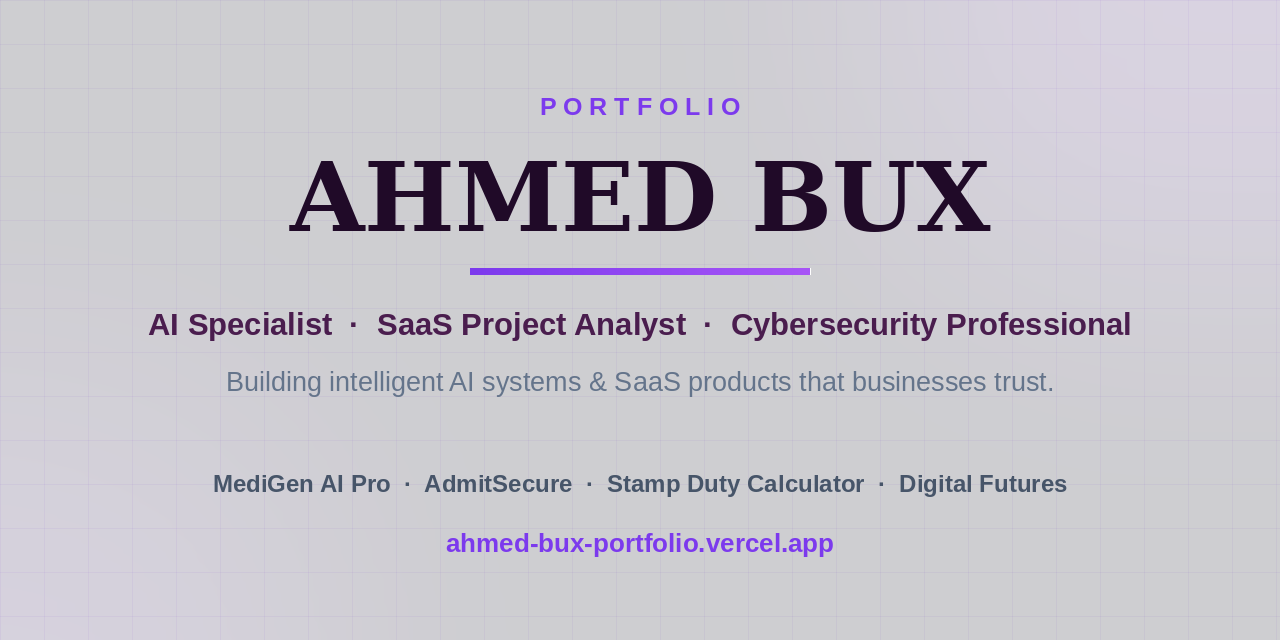 PORTFOLIO
AHMED BUX
AI Specialist · SaaS Project Analyst · Cybersecurity Professional
Building intelligent AI systems & SaaS products that businesses trust.
MediGen AI Pro · AdmitSecure · Stamp Duty Calculator · Digital Futures
ahmed-bux-portfolio.vercel.app